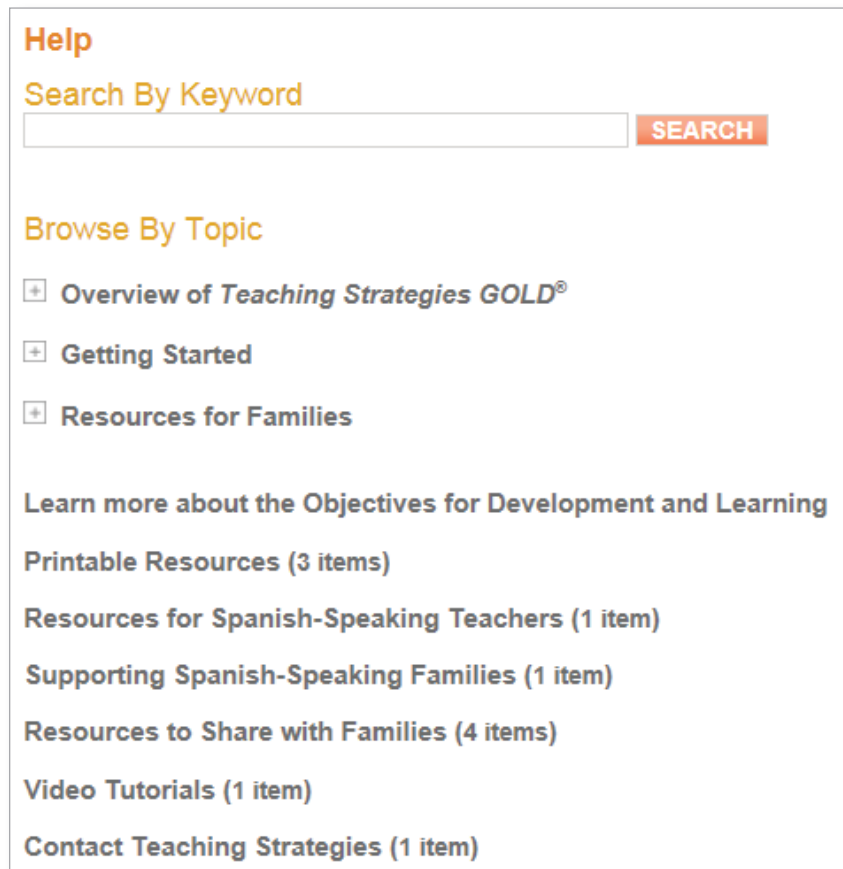 Help
Search By Keyword
SEARCH
Browse By Topic
Overview of Teaching Strategies GOLD®
Getting Started
Resources for Families
Learn more about the Objectives for Development and Learning
Printable Resources (3 items)
Resources for Spanish-Speaking Teachers (1 item)
Supporting Spanish-Speaking Families (1 item)
Resources to Share with Families (4 items)
Video Tutorials (1 item)
Contact Teaching Strategies (1 item)